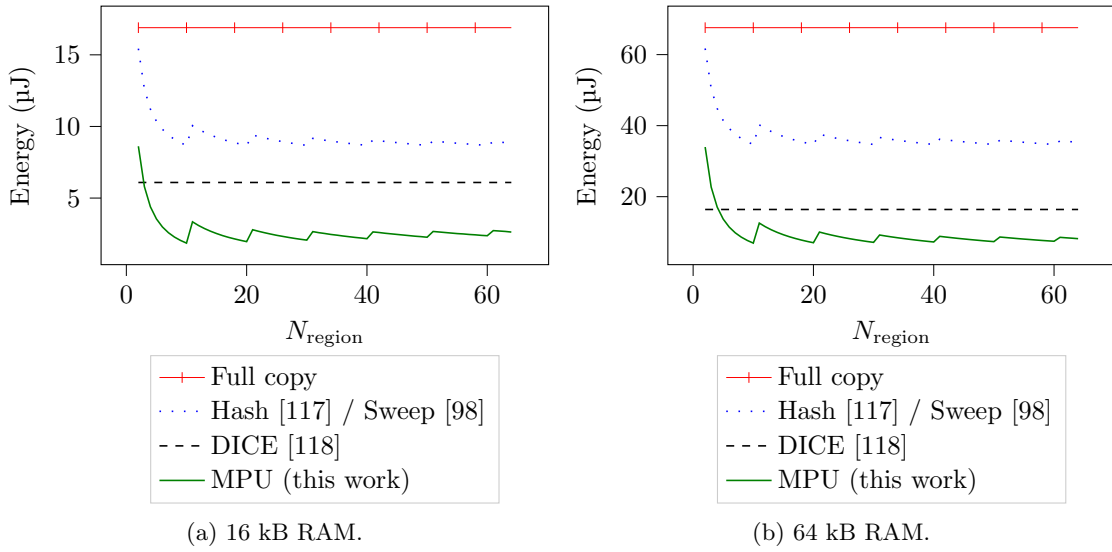 15
10
5
0
20
40
60
Energy (µJ)
N_region
Full copy
Hash [117] / Sweep [98]
DICE [118]
MPU (this work)
(a) 16 kB RAM.
60
40
20
0
20
40
60
Energy (µJ)
N_region
Full copy
Hash [117] / Sweep [98]
DICE [118]
MPU (this work)
(b) 64 kB RAM.